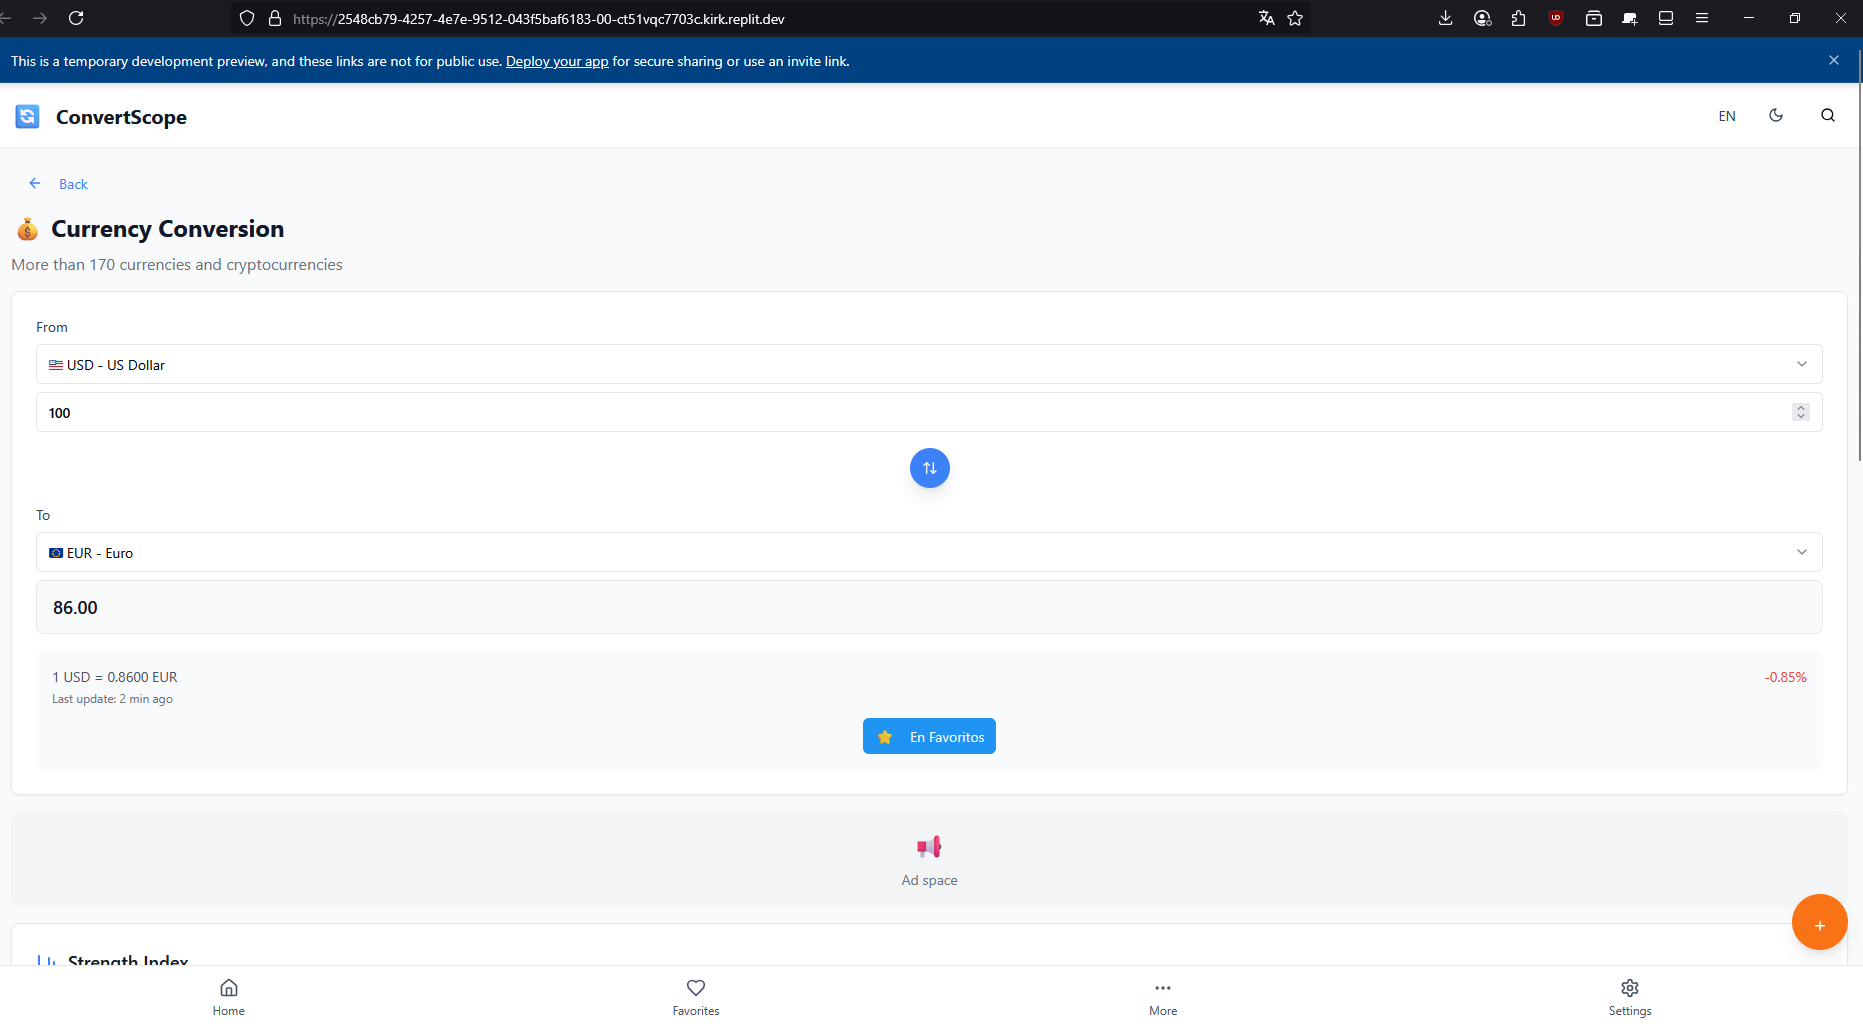 https://2548cb79-4257-4e7e-9512-043f5baf6183-00-ct51vqc7703c.kirk.replit.dev
This is a temporary development preview, and these links are not for public use. Deploy your app for secure sharing or use an invite link.
ConvertScope
EN
Back
Currency Conversion
More than 170 currencies and cryptocurrencies
From
USD - US Dollar
100
To
EUR - Euro
86.00
1 USD = 0.8600 EUR
-0.85%
Last update: 2 min ago
En Favoritos
Ad space
+
Strength Index
Home
Favorites
More
Settings